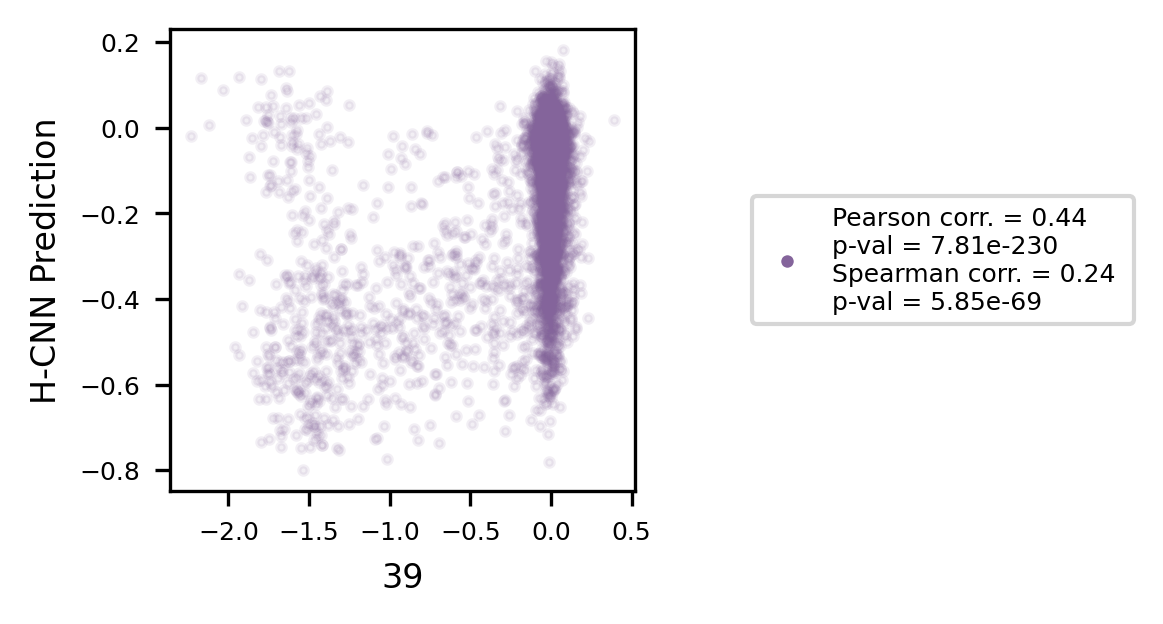 0.2
0.0
−0.2
−0.4
−0.6
−0.8
H-CNN Prediction
−2.0 −1.5 −1.0 −0.5 0.0 0.5
39
Pearson corr. = 0.44
p-val = 7.81e-230
Spearman corr. = 0.24
p-val = 5.85e-69